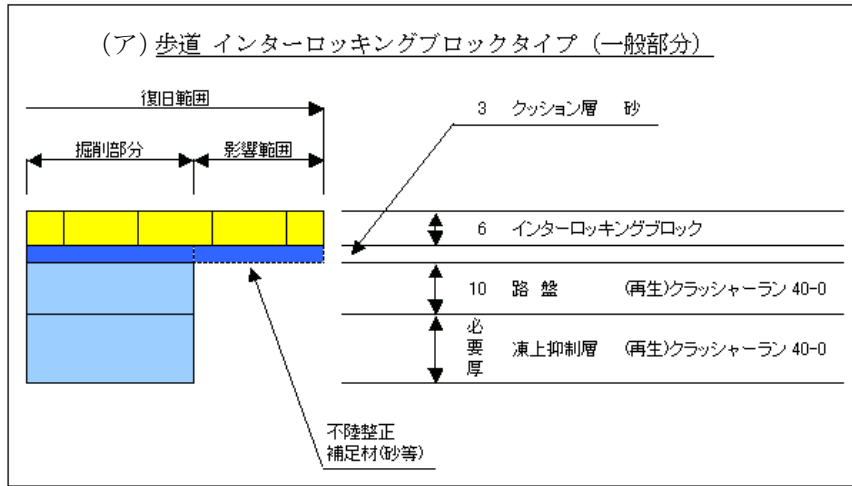 (ア) 歩道 インターロッキングブロックタイプ (一般部分)
復旧範囲
掘削部分 影響範囲
3 クッション層 砂
6 インターロッキングブロック
10 路 盤 (再生)クラッシャーラン 40-0
必要厚 凍上抑制層 (再生)クラッシャーラン 40-0
不陸整正
補足材(砂等)